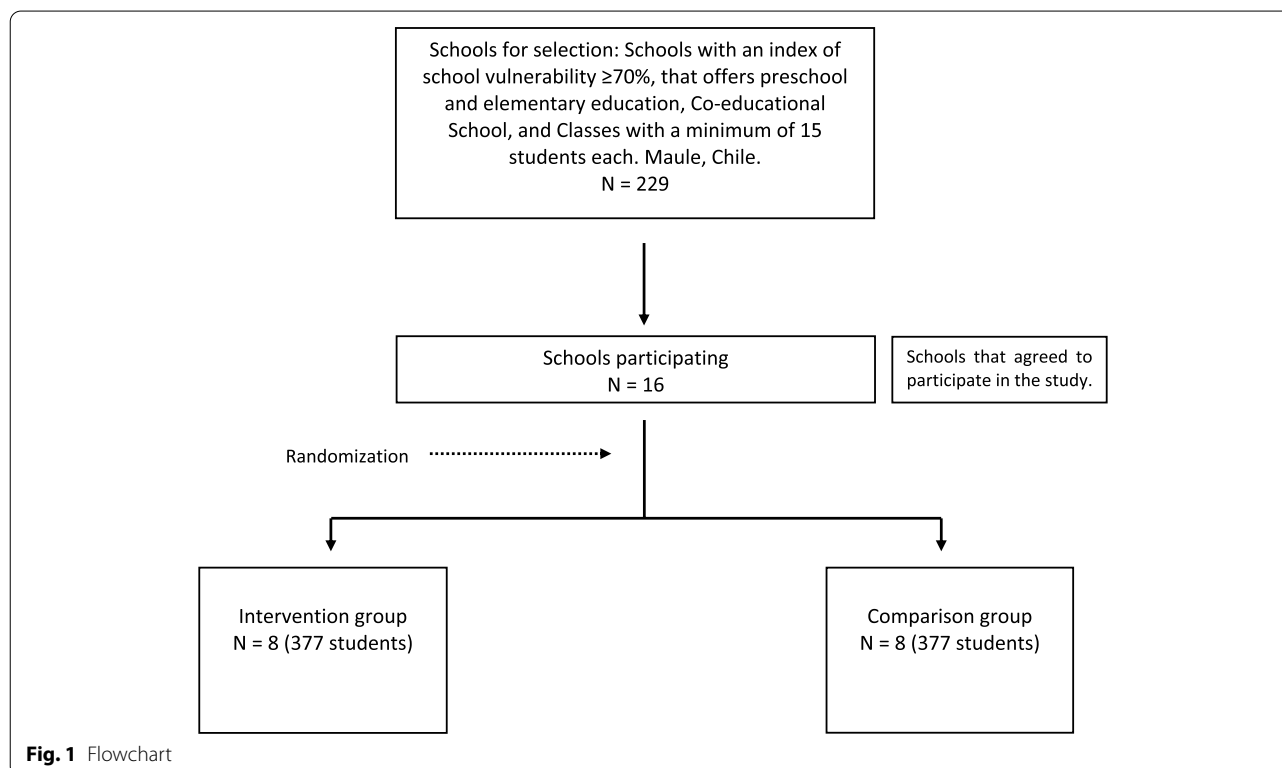 Schools for selection: Schools with an index of
school vulnerability ≥70%, that offers preschool
and elementary education, Co-educational
School, and Classes with a minimum of 15
students each. Maule, Chile.
N = 229
Schools participating
N = 16
Schools that agreed to
participate in the study.
Randomization
Intervention group
N = 8 (377 students)
Comparison group
N = 8 (377 students)
Fig. 1 Flowchart